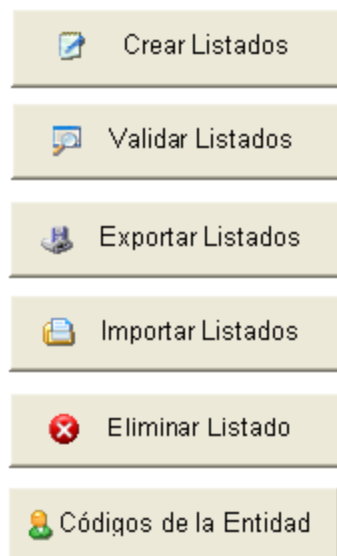 Crear Listados
Validar Listados
Exportar Listados
Importar Listados
Eliminar Listado
Códigos de la Entidad